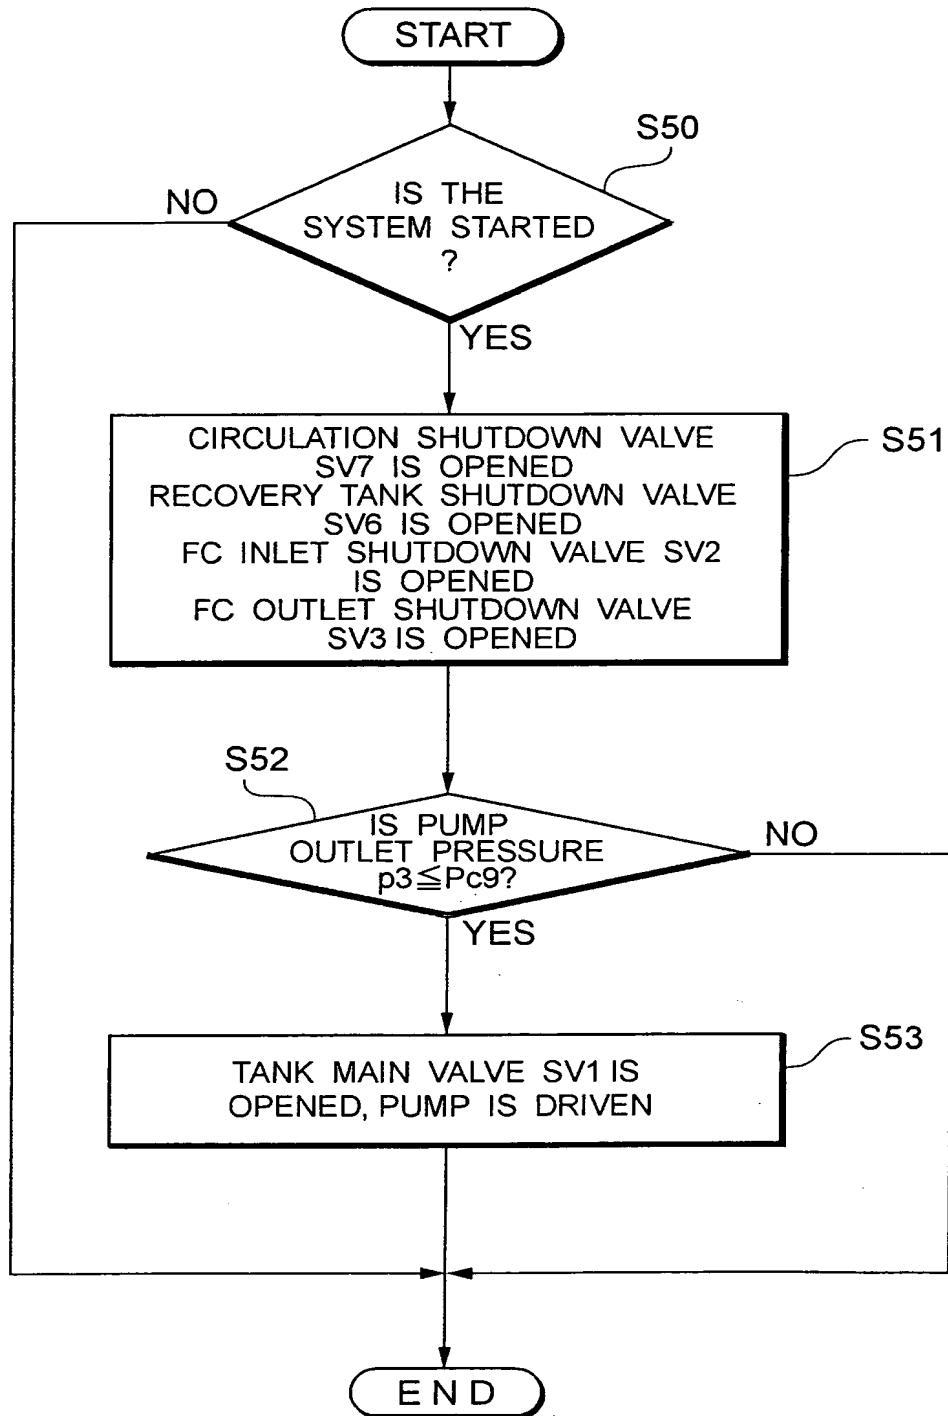 START
S50
IS THE
SYSTEM STARTED
?
NO
YES
S51
CIRCULATION SHUTDOWN VALVE
SV7 IS OPENED
RECOVERY TANK SHUTDOWN VALVE
SV6 IS OPENED
FC INLET SHUTDOWN VALVE SV2
IS OPENED
FC OUTLET SHUTDOWN VALVE
SV3 IS OPENED
S52
IS PUMP
OUTLET PRESSURE
p3≦Pc9?
NO
YES
S53
TANK MAIN VALVE SV1 IS
OPENED, PUMP IS DRIVEN
END